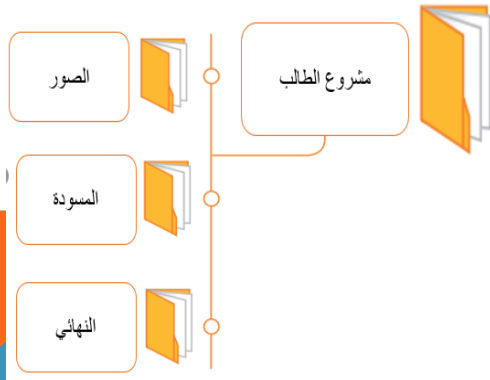 مشروع الطالب
الصور
المسودة
النهائي